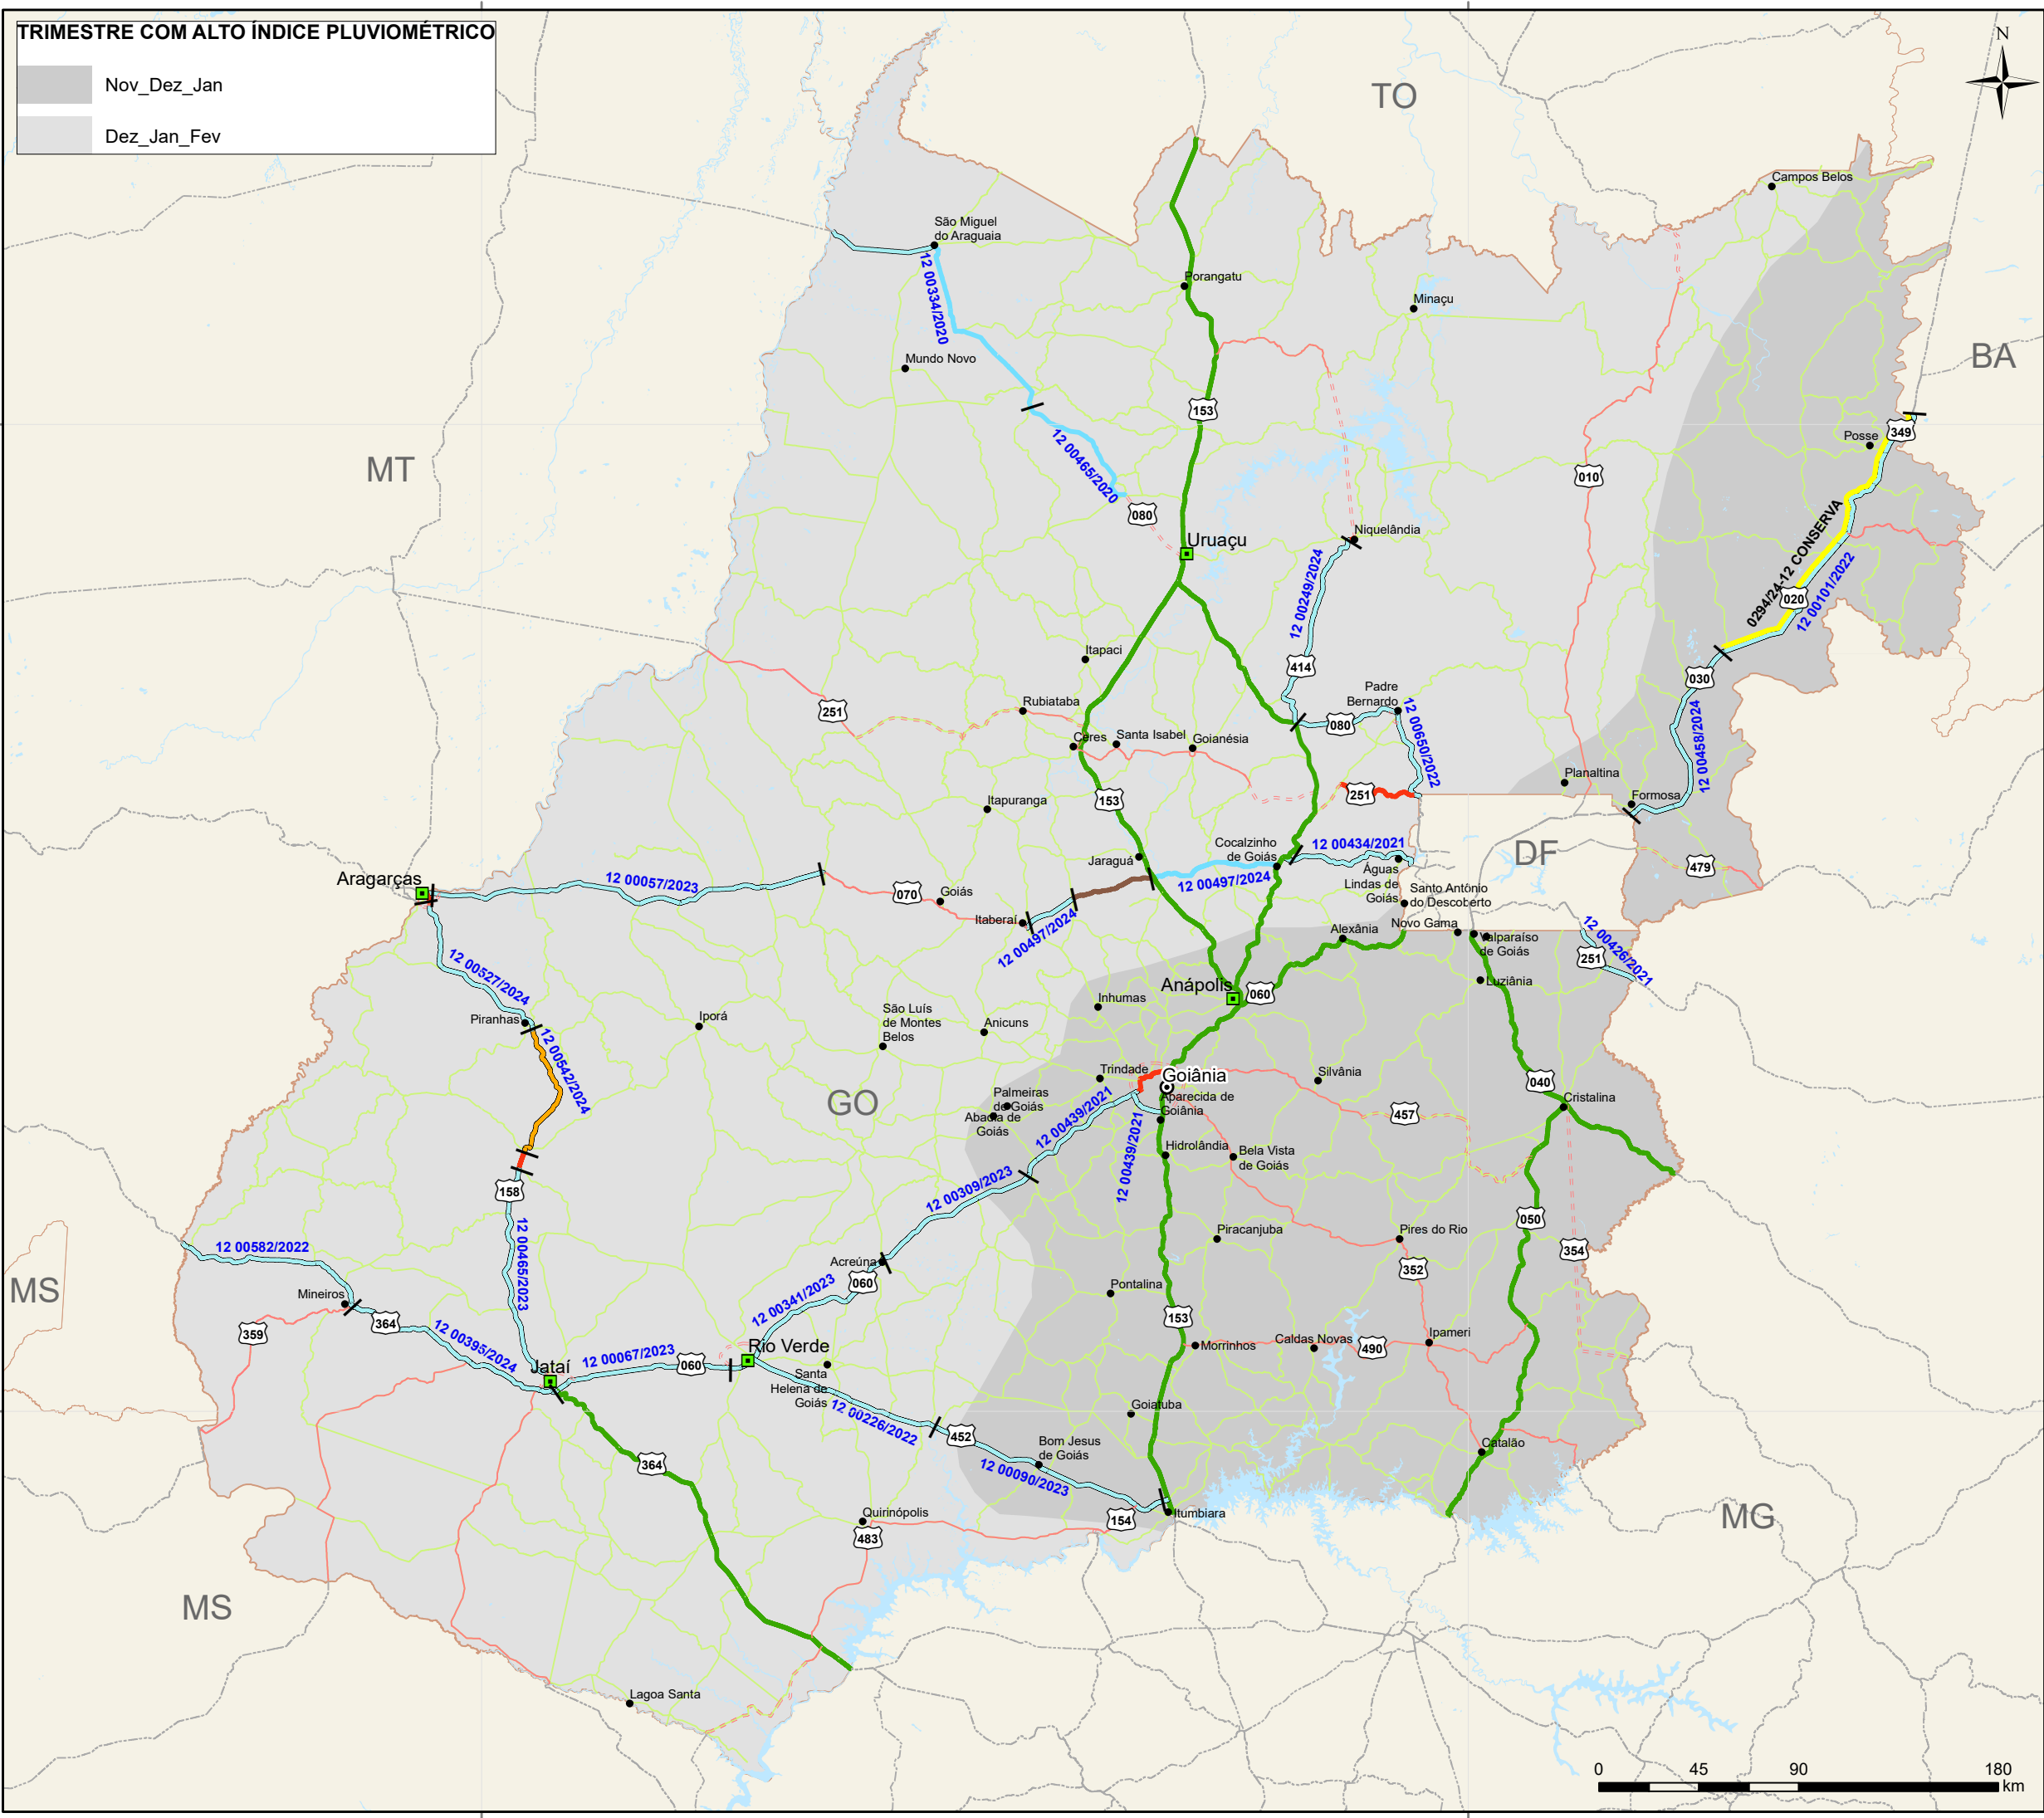 TRIMESTRE COM ALTO ÍNDICE PLUVIOMÉTRICO
Nov_Dez_Jan
Dez_Jan_Fev
N
TO
Campos Belos
São Miguel
do Araguaia
12 00334/2020
Porangatu
Minaçu
BA
Mundo Novo
153
349
Posse
MT
12 00465/2020
010
080
0294/24-12 CONSERVA
Niquelândia
Uruaçu
12 00249/2024
020
12 00101/2022
Itapaci
414
030
Padre
Bernardo
Rubiataba
251
080
12 00650/2022
12 00458/2024
Ceres
Santa Isabel
Goianésia
Planaltina
251
Formosa
153
Itapuranga
Cocalzinho
de Goiás
12 00434/2021
DF
Jaraguá
479
Águas
Lindas de
Goiás
Aragarças
12 00057/2023
12 00497/2024
070
Goiás
Santo Antônio
do Descoberto
Itaberaí
12 00497/2024
Novo Gama
Alexânia
Valparaíso
de Goiás
12 00426/2021
251
12 00527/2024
Luziânia
Anápolis
060
Inhumas
Piranhas
São Luís
de Montes
Belos
Iporá
Anicuns
12 00542/2024
Trindade
Goiânia
Silvânia
040
GO
Palmeiras
de Goiás
Abadia de
Goiás
Aparecida de
Goiânia
Cristalina
457
12 00439/2021
12 00439/2021
Hidrolândia
Bela Vista
de Goiás
158
12 00309/2023
050
Piracanjuba
Pires do Rio
354
12 00582/2022
12 00465/2023
Acreúna
060
352
MS
Mineiros
12 00341/2023
Pontalina
364
153
359
12 00395/2024
Rio Verde
Morrinhos
Caldas Novas
490
Ipameri
Jataí
12 00067/2023
060
Santa
Helena de
Goiás
12 00226/2022
Goiatuba
452
Bom Jesus
de Goiás
Catalão
364
12 00090/2023
Quirinópolis
154
Itumbiara
MG
483
MS
Lagoa Santa
0 45 90 180
km